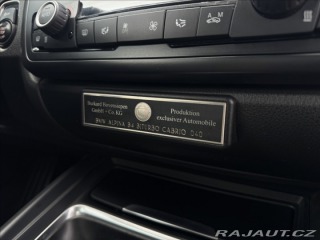 A M
Burkard Bovensiepen
GmbH + Co. KG
Produktion
exclusiver Automobile
BMW ALPINA B4 BITURBO CABRIO 040
RAJAUT.CZ